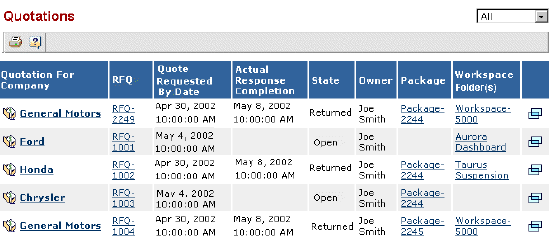 Quotations
All
Quotation For Company
RFQ
Quote Requested By Date
Actual Response Completion
State
Owner
Package
Workspace Folder(s)
General Motors
RFQ-2249
Apr 30, 2002 10:00:00 AM
May 8, 2002 10:00:00 AM
Returned
Joe Smith
Package-2244
Workspace-5000
Ford
RFQ-1001
May 4, 2002 10:00:00 AM
Open
Joe Smith
Aurora Dashboard
Honda
RFQ-1002
Apr 30, 2002 10:00:00 AM
May 8, 2002 10:00:00 AM
Returned
Joe Smith
Package-2244
Taurus Suspension
Chrysler
RFQ-1003
May 4, 2002 10:00:00 AM
Open
Joe Smith
Package-2244
General Motors
RFQ-1004
Apr 30, 2002 10:00:00 AM
May 8, 2002 10:00:00 AM
Returned
Joe Smith
Package-2245
Workspace-5000